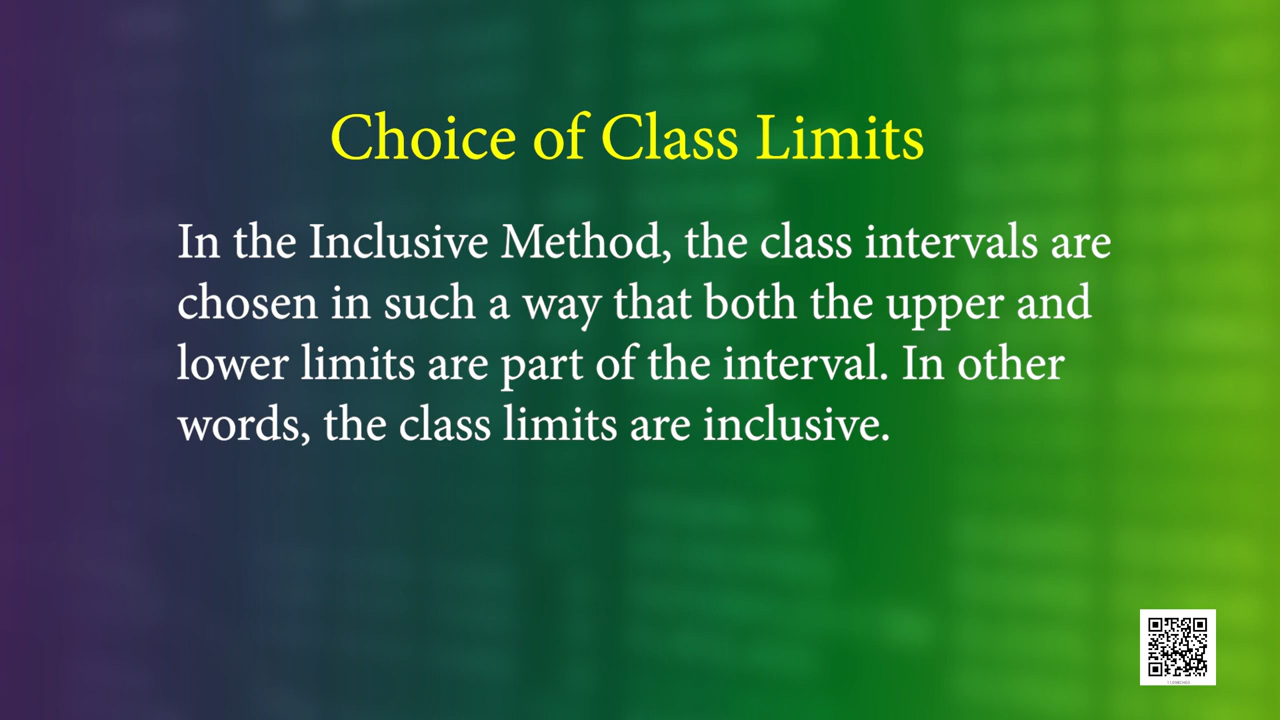 Choice of Class Limits
In the Inclusive Method, the class intervals are
chosen in such a way that both the upper and
lower limits are part of the interval. In other
words, the class limits are inclusive.